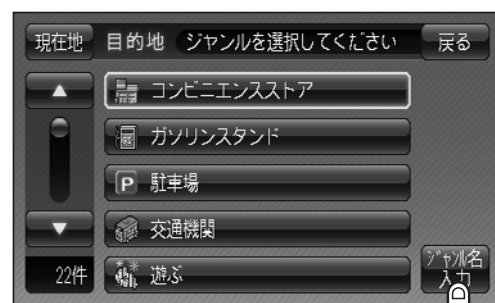 現在地 目的地 ジャンルを選択してください 戻る
コンビニエンスストア
ガソリンスタンド
P 駐車場
交通機関
22件 遊ぶ
ジャンル名
入力